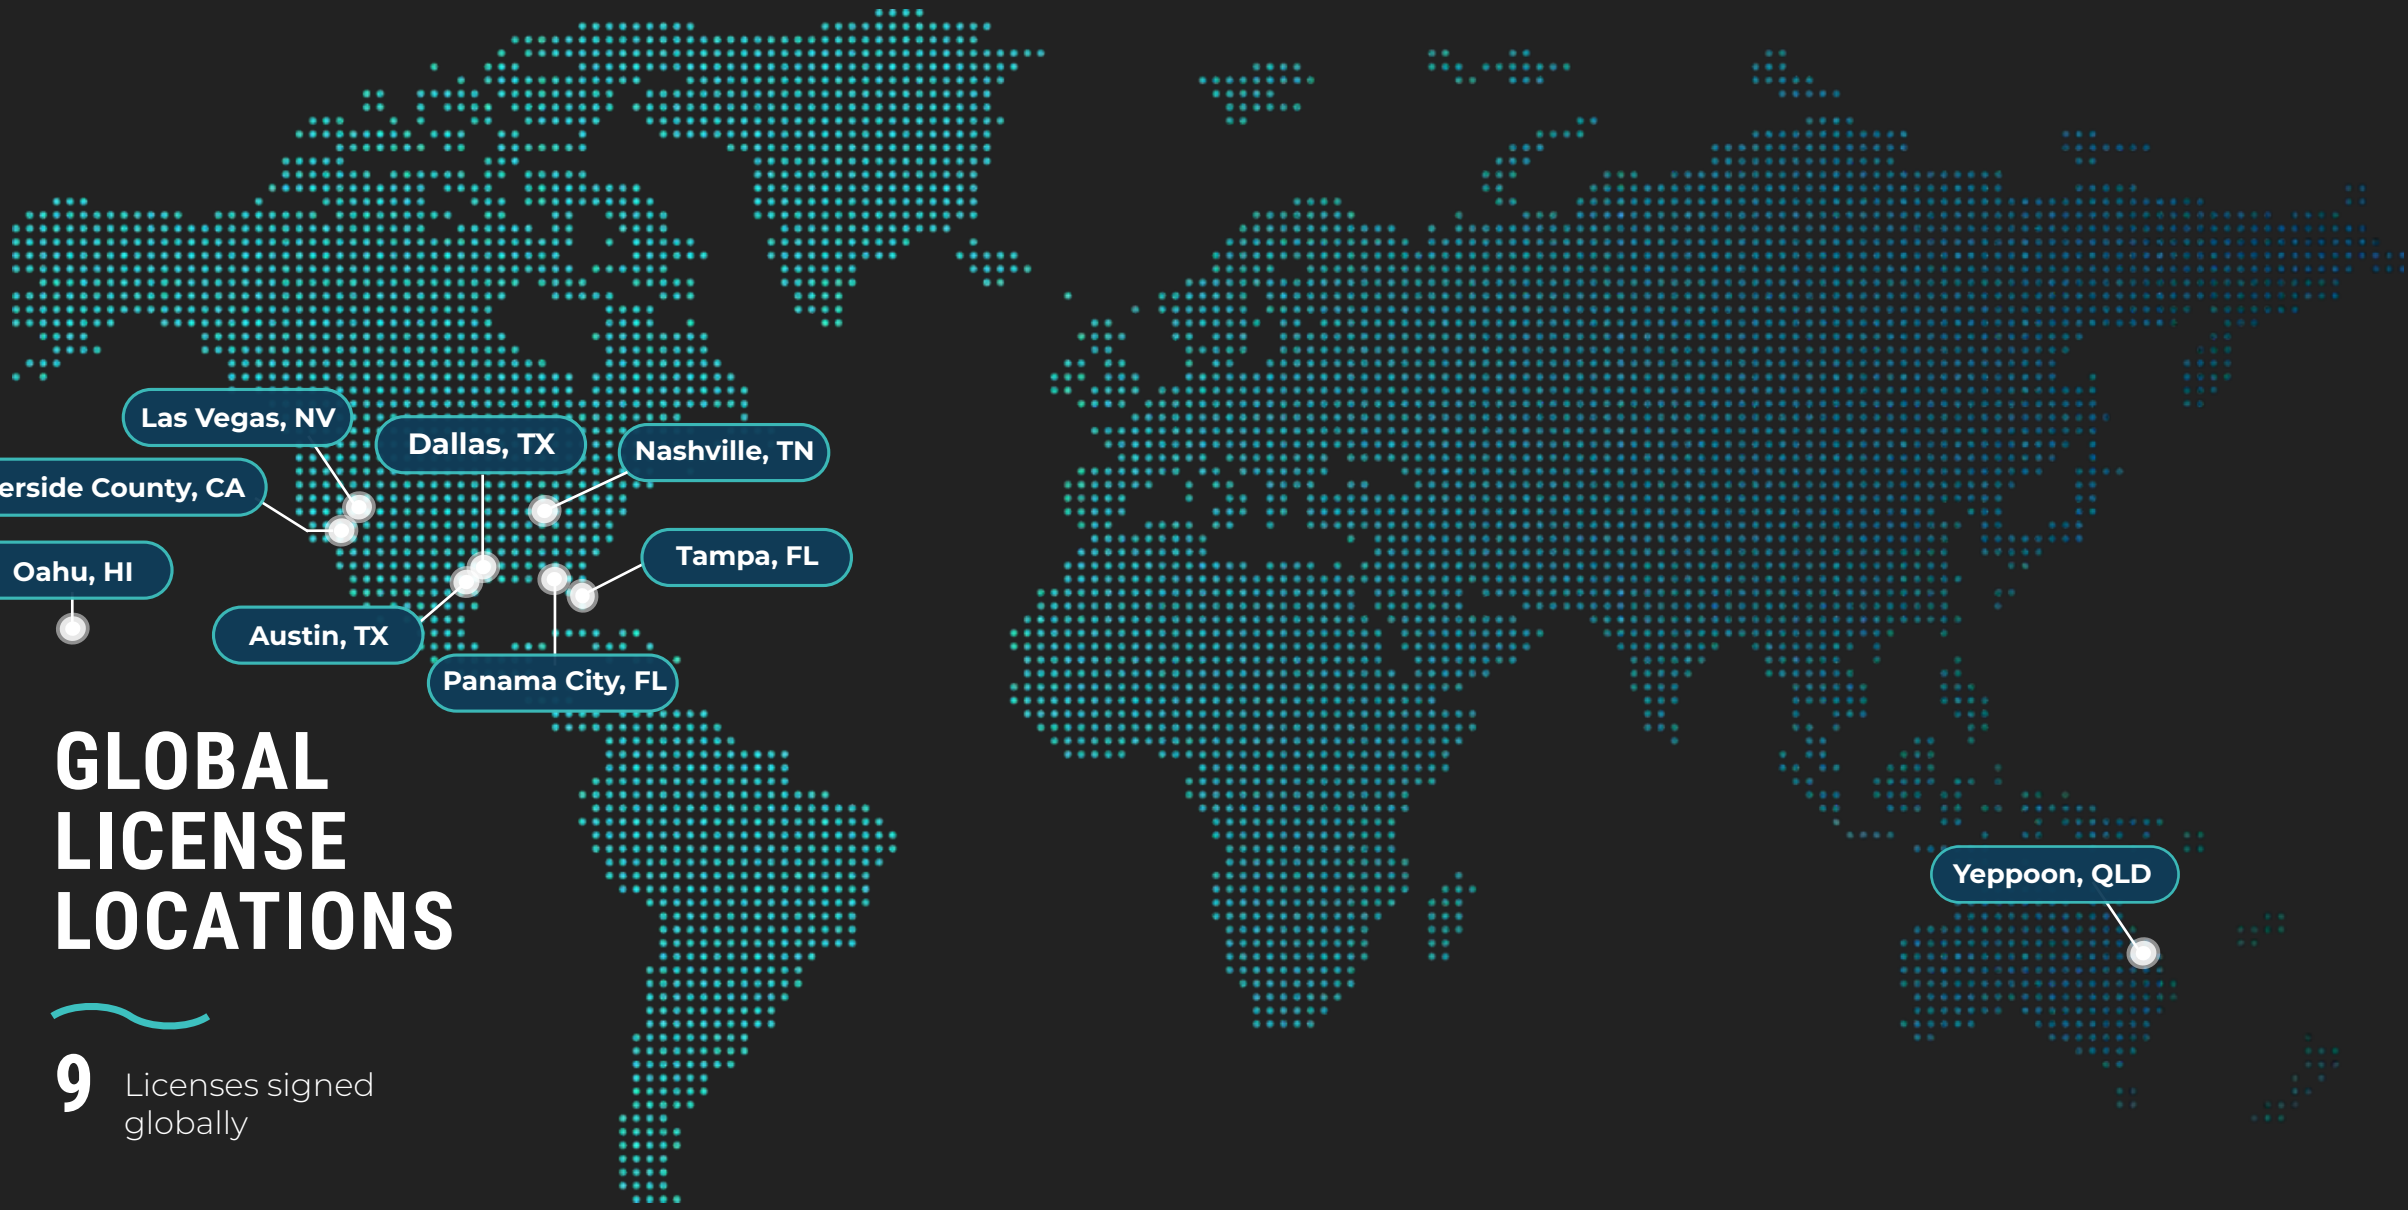 Las Vegas, NV
Dallas, TX
Nashville, TN
erside County, CA
Tampa, FL
Oahu, HI
Austin, TX
Panama City, FL
GLOBAL
LICENSE
LOCATIONS
Yeppoon, QLD
9 Licenses signed
globally